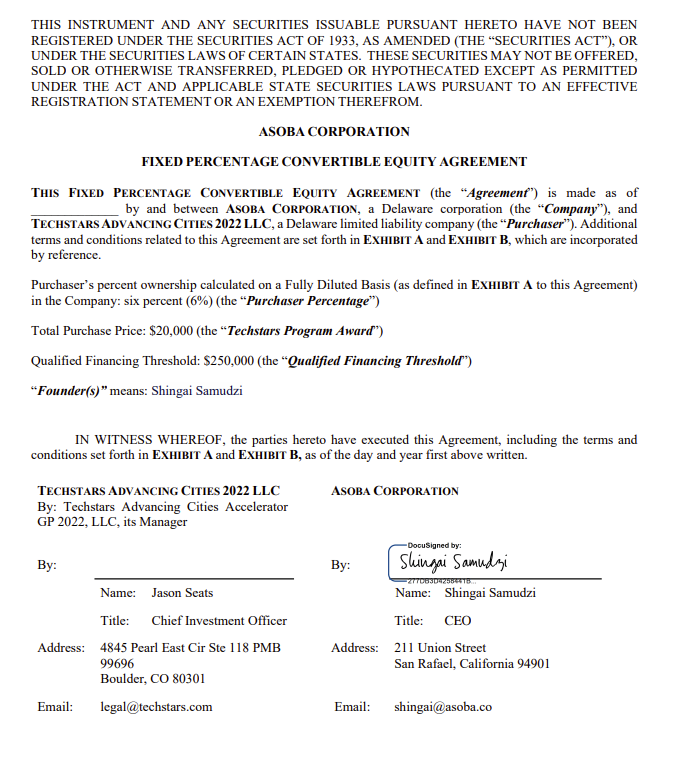 THIS INSTRUMENT AND ANY SECURITIES ISSUABLE PURSUANT HERETO HAVE NOT BEEN
REGISTERED UNDER THE SECURITIES ACT OF 1933, AS AMENDED (THE “SECURITIES ACT”), OR
UNDER THE SECURITIES LAWS OF CERTAIN STATES. THESE SECURITIES MAY NOT BE OFFERED,
SOLD OR OTHERWISE TRANSFERRED, PLEDGED OR HYPOTHECATED EXCEPT AS PERMITTED
UNDER THE ACT AND APPLICABLE STATE SECURITIES LAWS PURSUANT TO AN EFFECTIVE
REGISTRATION STATEMENT OR AN EXEMPTION THEREFROM.
ASOBA CORPORATION
FIXED PERCENTAGE CONVERTIBLE EQUITY AGREEMENT
THIS FIXED PERCENTAGE CONVERTIBLE EQUITY AGREEMENT (the “Agreement”) is made as of
_____________ by and between ASOBA CORPORATION, a Delaware corporation (the “Company”), and
TECHSTARS ADVANCING CITIES 2022 LLC, a Delaware limited liability company (the “Purchaser”). Additional
terms and conditions related to this Agreement are set forth in EXHIBIT A and EXHIBIT B, which are incorporated
by reference.
Purchaser’s percent ownership calculated on a Fully Diluted Basis (as defined in EXHIBIT A to this Agreement)
in the Company: six percent (6%) (the “Purchaser Percentage”)
Total Purchase Price: $20,000 (the “Techstars Program Award”)
Qualified Financing Threshold: $250,000 (the “Qualified Financing Threshold”)
“Founder(s)” means: Shingai Samudzi
IN WITNESS WHEREOF, the parties hereto have executed this Agreement, including the terms and
conditions set forth in EXHIBIT A and EXHIBIT B, as of the day and year first above written.
TECHSTARS ADVANCING CITIES 2022 LLC
By: Techstars Advancing Cities Accelerator
GP 2022, LLC, its Manager
By:
Name: Jason Seats
Title: Chief Investment Officer
Address: 4845 Pearl East Cir Ste 118 PMB
99696
Boulder, CO 80301
Email: legal@techstars.com
ASOBA CORPORATION
DocuSigned by:
By: Shingai Samudzi
Name: Shingai Samudzi
Title: CEO
Address: 211 Union Street
San Rafael, California 94901
Email: shingai@asoba.co